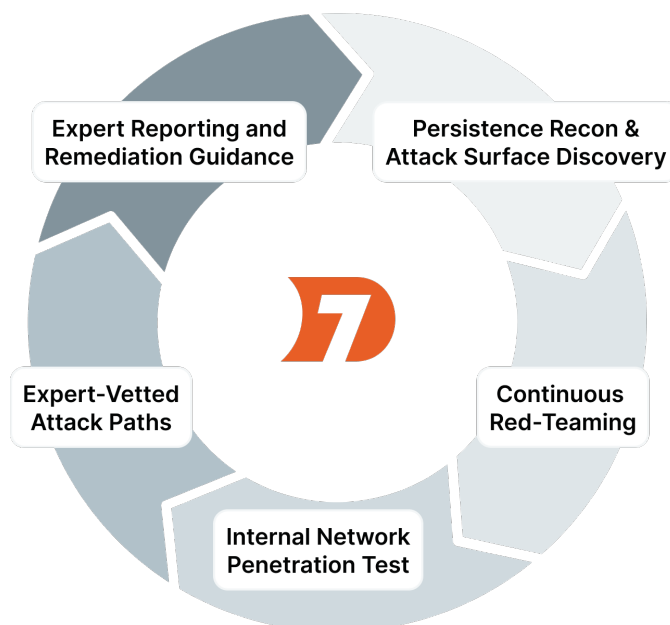 Expert Reporting and
Remediation Guidance
Persistence Recon &
Attack Surface Discovery
Expert-Vetted
Attack Paths
7
Continuous
Red-Teaming
Internal Network
Penetration Test